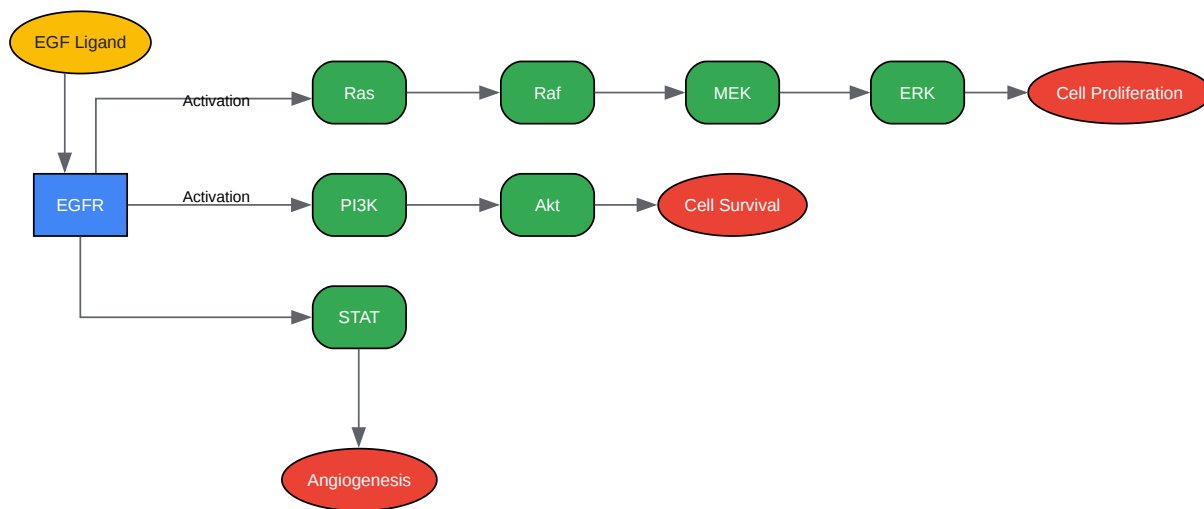 EGF Ligand
Activation
Ras
Raf
MEK
ERK
Cell Proliferation
EGFR
Activation
PI3K
Akt
Cell Survival
STAT
Angiogenesis